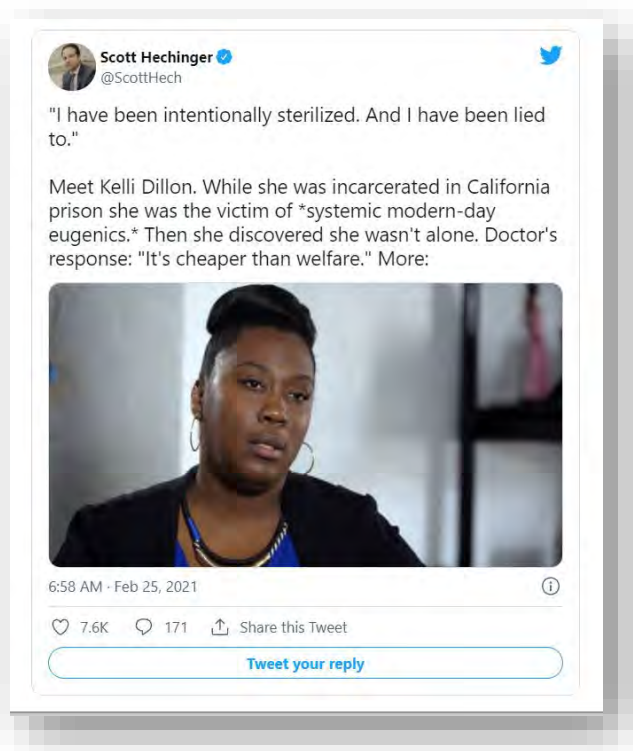 Scott Hechinger
@ScottHech
"I have been intentionally sterilized. And I have been lied
to."
Meet Kelli Dillon. While she was incarcerated in California
prison she was the victim of *systemic modern-day
eugenics.* Then she discovered she wasn't alone. Doctor's
response: "It's cheaper than welfare." More:
6:58 AM · Feb 25, 2021
7.6K 171 Share this Tweet
Tweet your reply